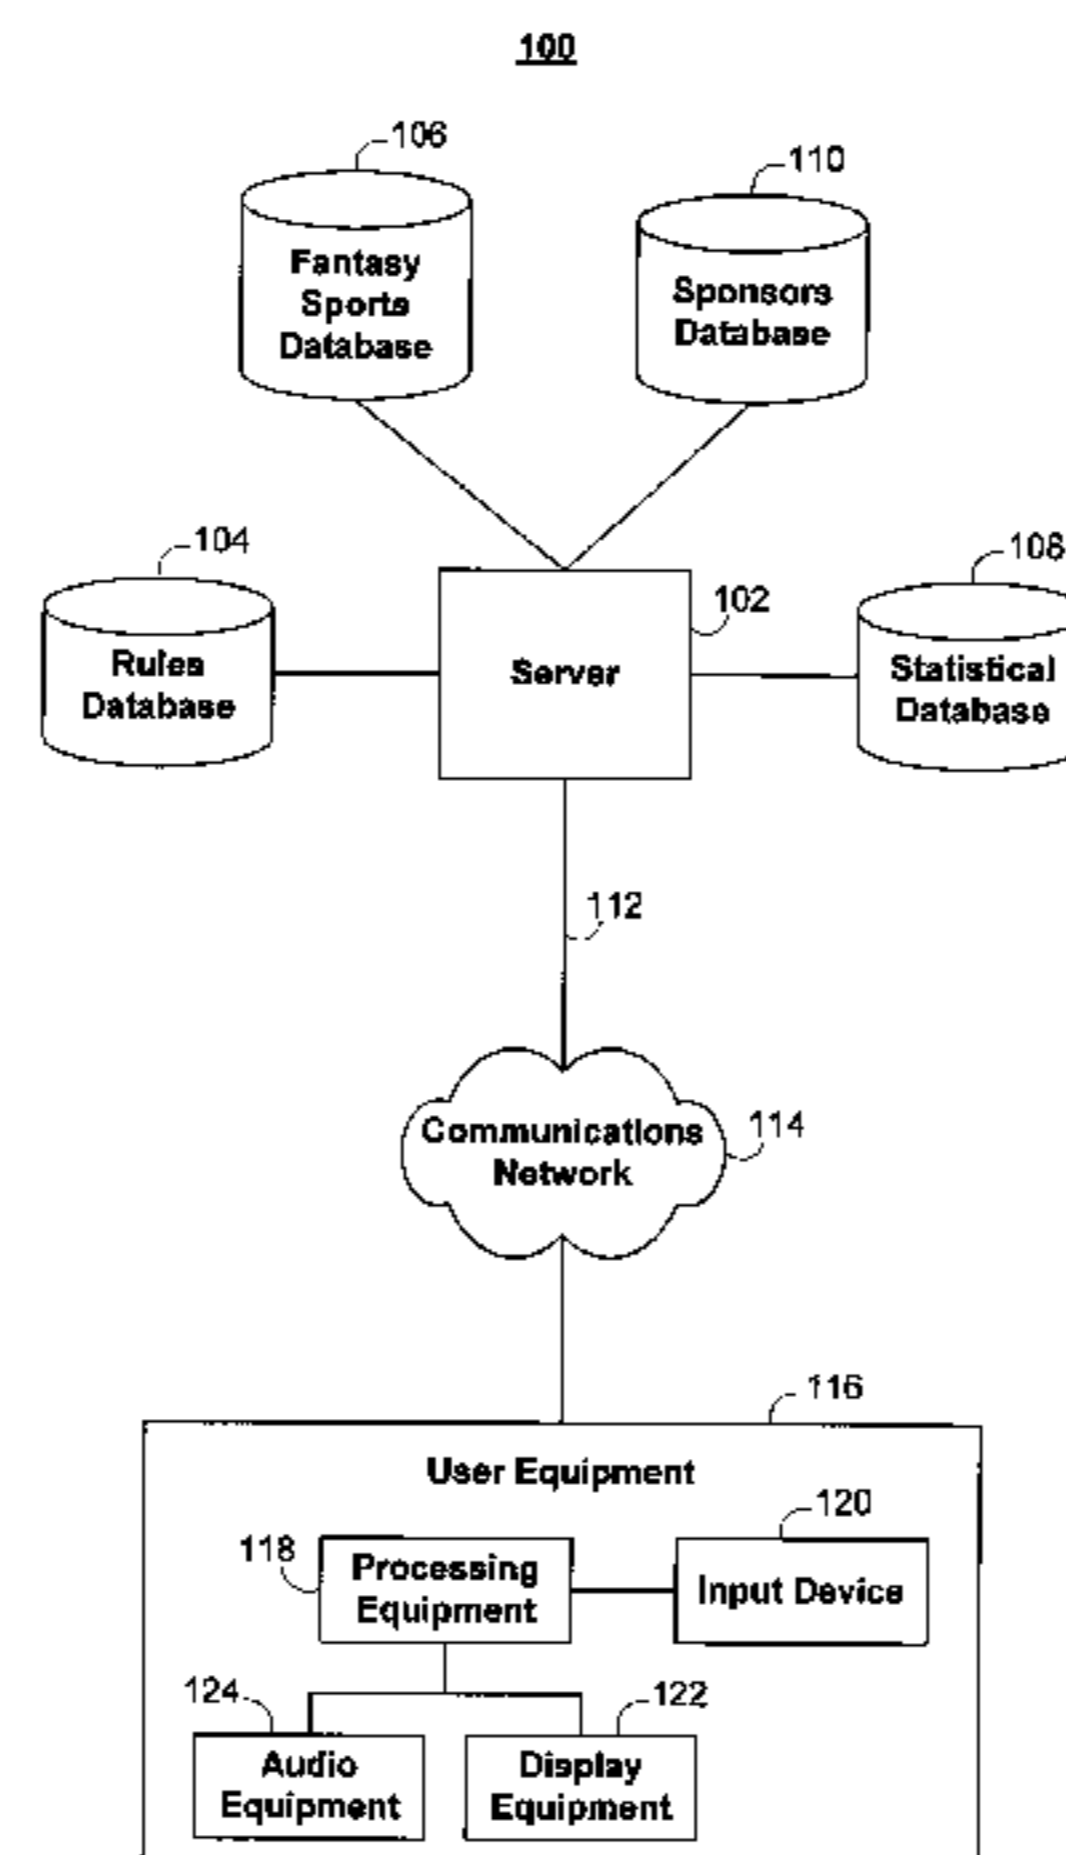 100
106
110
Fantasy
Sports
Database
Sponsors
Database
104
108
102
Rules
Database
Server
Statistical
Database
112
Communications
Network
114
116
User Equipment
120
118
Processing
Equipment
Input Device
124
122
Audio
Equipment
Display
Equipment